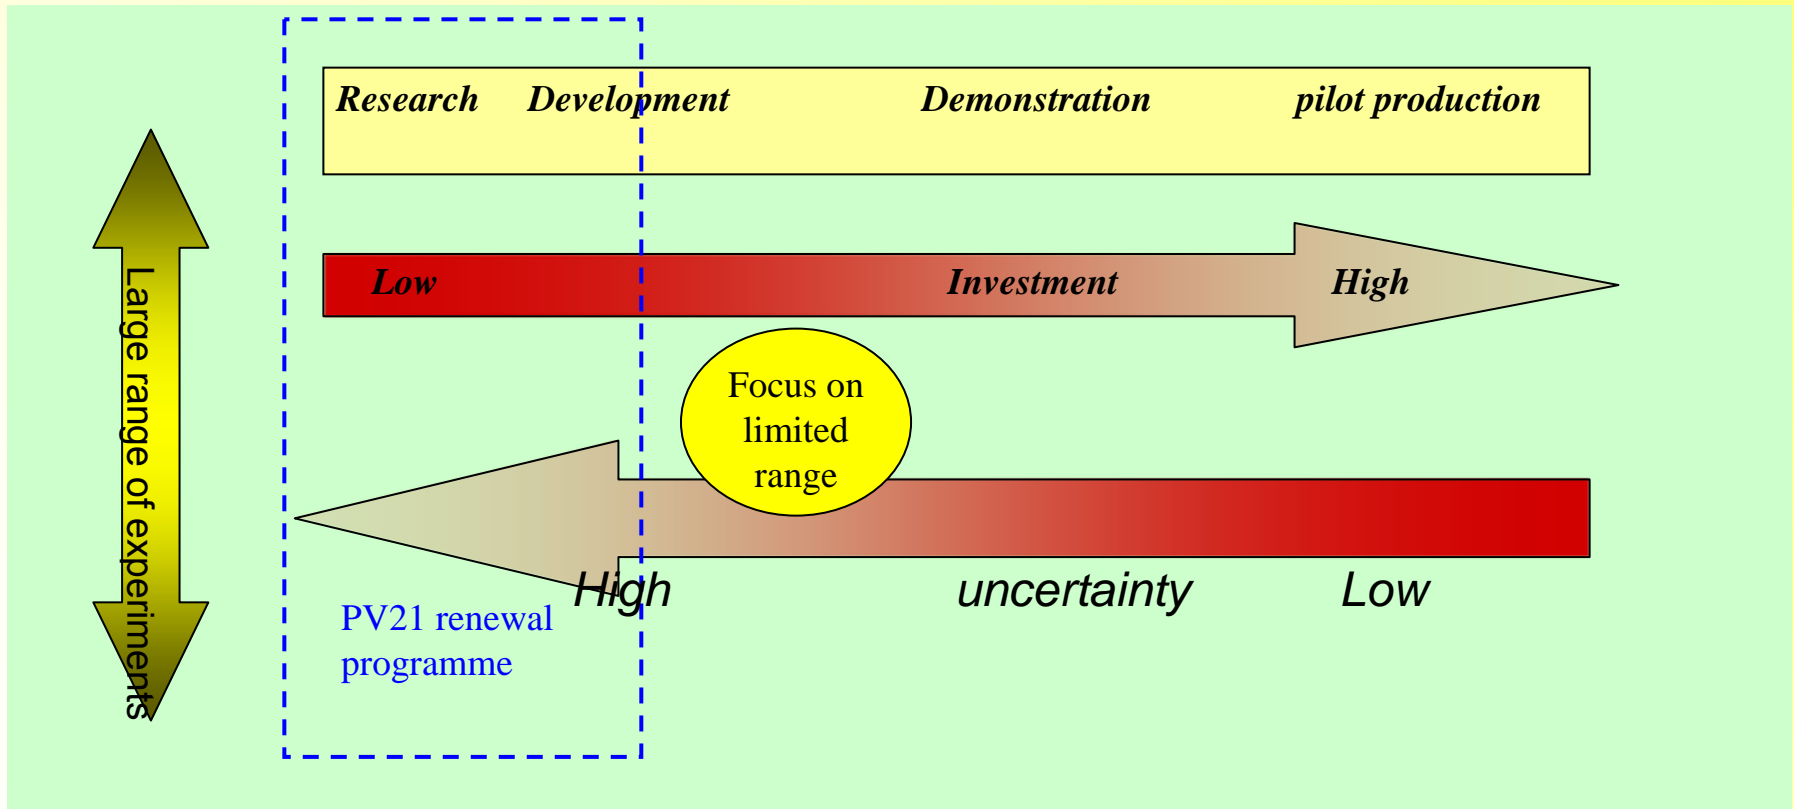 Research Development Demonstration pilot production
Low Investment High
Large range of experiments
Focus on
limited
range
High uncertainty Low
PV21 renewal
programme